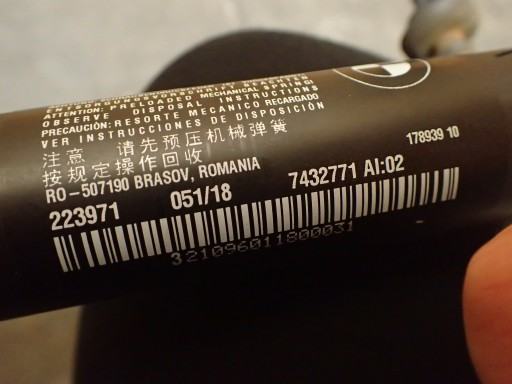 ATTENTION: PRELOADED MECHANICAL SPRING!
OBSERVE DISPOSAL INSTRUCTIONS
PRECAUCIÓN: RESORTE MECANICO RECARGADO
VER INSTRUCCIONES DE DISPOSICIÓN
注意 请先预压机械弹簧
按规定操作回收
RO-507190 BRASOV, ROMANIA
178939 10
223971 051/18 7432771 AI:02
321096011800031